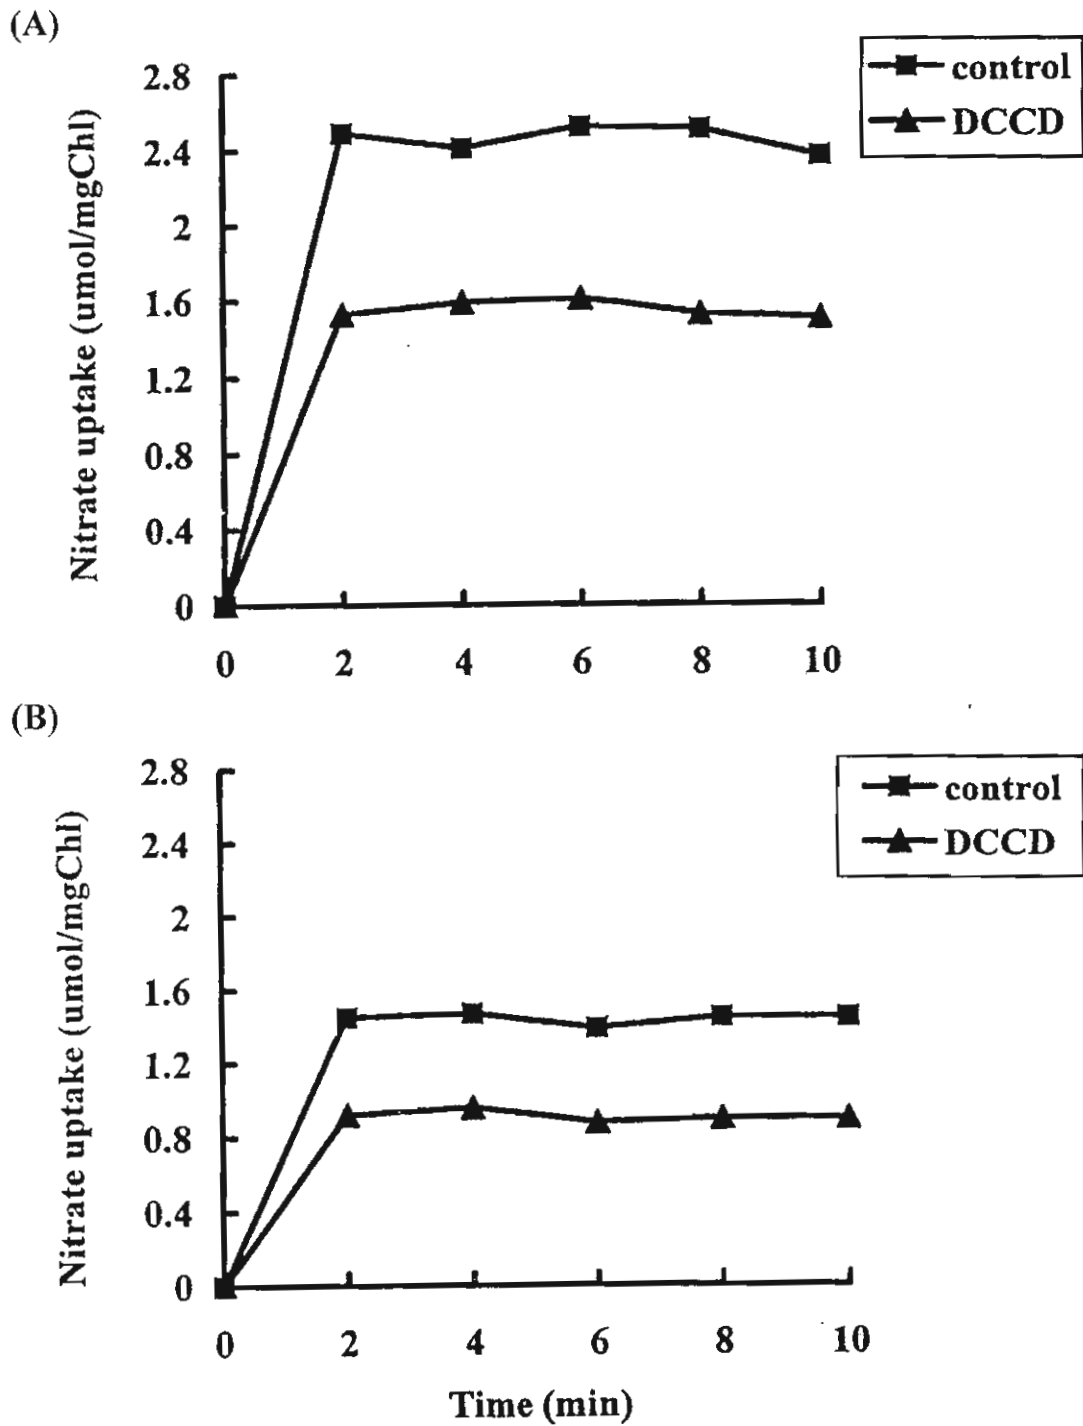 (A)
control
DCCD
Nitrate uptake (umol/mgChl)
2.8
2.4
2
1.6
1.2
0.8
0.4
0
0 2 4 6 8 10
(B)
control
DCCD
Nitrate uptake (umol/mgChl)
2.8
2.4
2
1.6
1.2
0.8
0.4
0
0 2 4 6 8 10
Time (min)